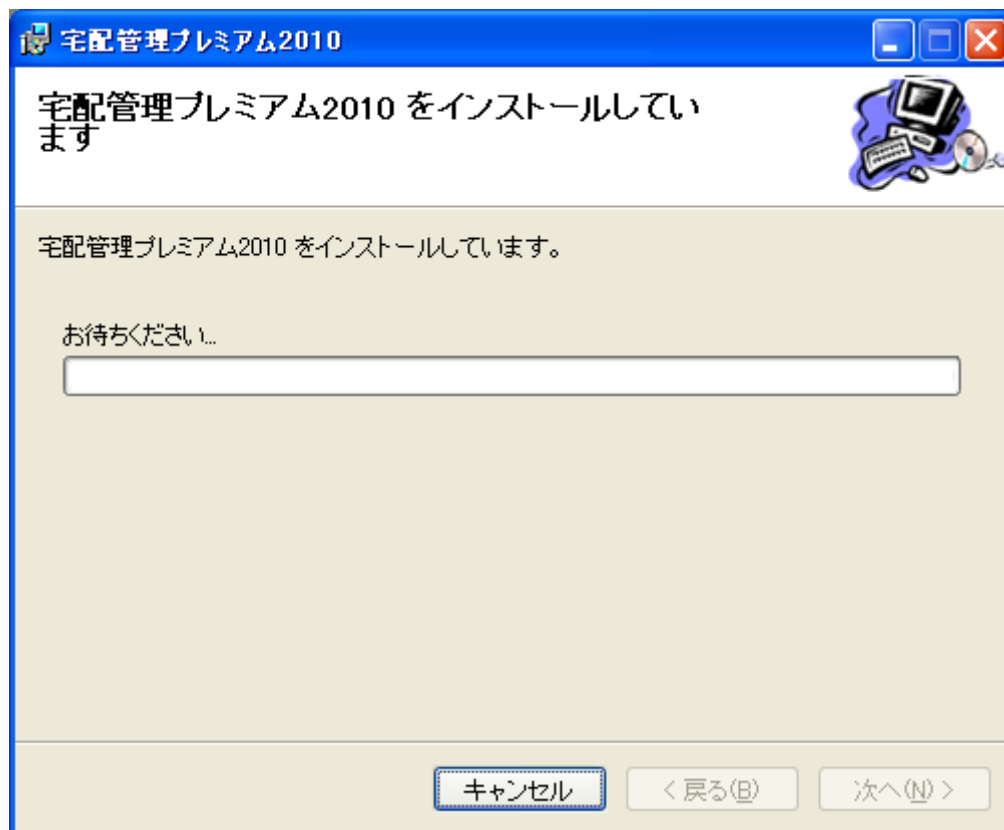 宅配管理プレミアム2010
宅配管理プレミアム2010 をインストールしてい
ます
宅配管理プレミアム2010 をインストールしています。
お待ちください...
キャンセル
< 戻る(B)
次へ(N) >